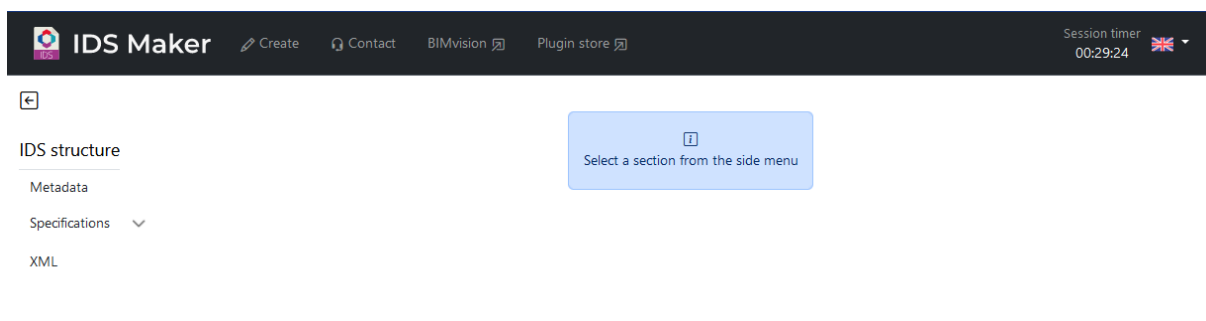 IDS
IDS Maker
Create
Contact
BIMvision
Plugin store
Session timer
00:29:24
IDS structure
Metadata
Specifications
XML
i
Select a section from the side menu